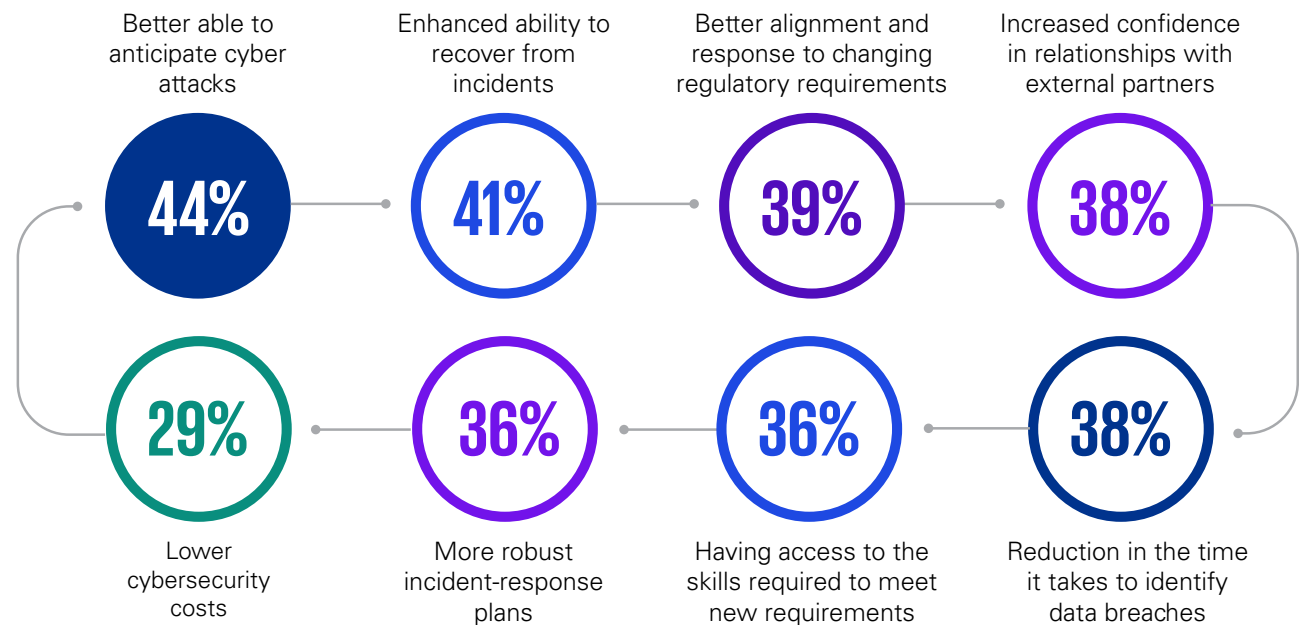 Better able to
anticipate cyber
attacks
44%
Enhanced ability to
recover from
incidents
41%
Better alignment and
response to changing
regulatory requirements
39%
Increased confidence
in relationships with
external partners
38%
38%
Reduction in the time
it takes to identify
data breaches
36%
Having access to the
skills required to meet
new requirements
36%
More robust
incident-response
plans
29%
Lower
cybersecurity
costs